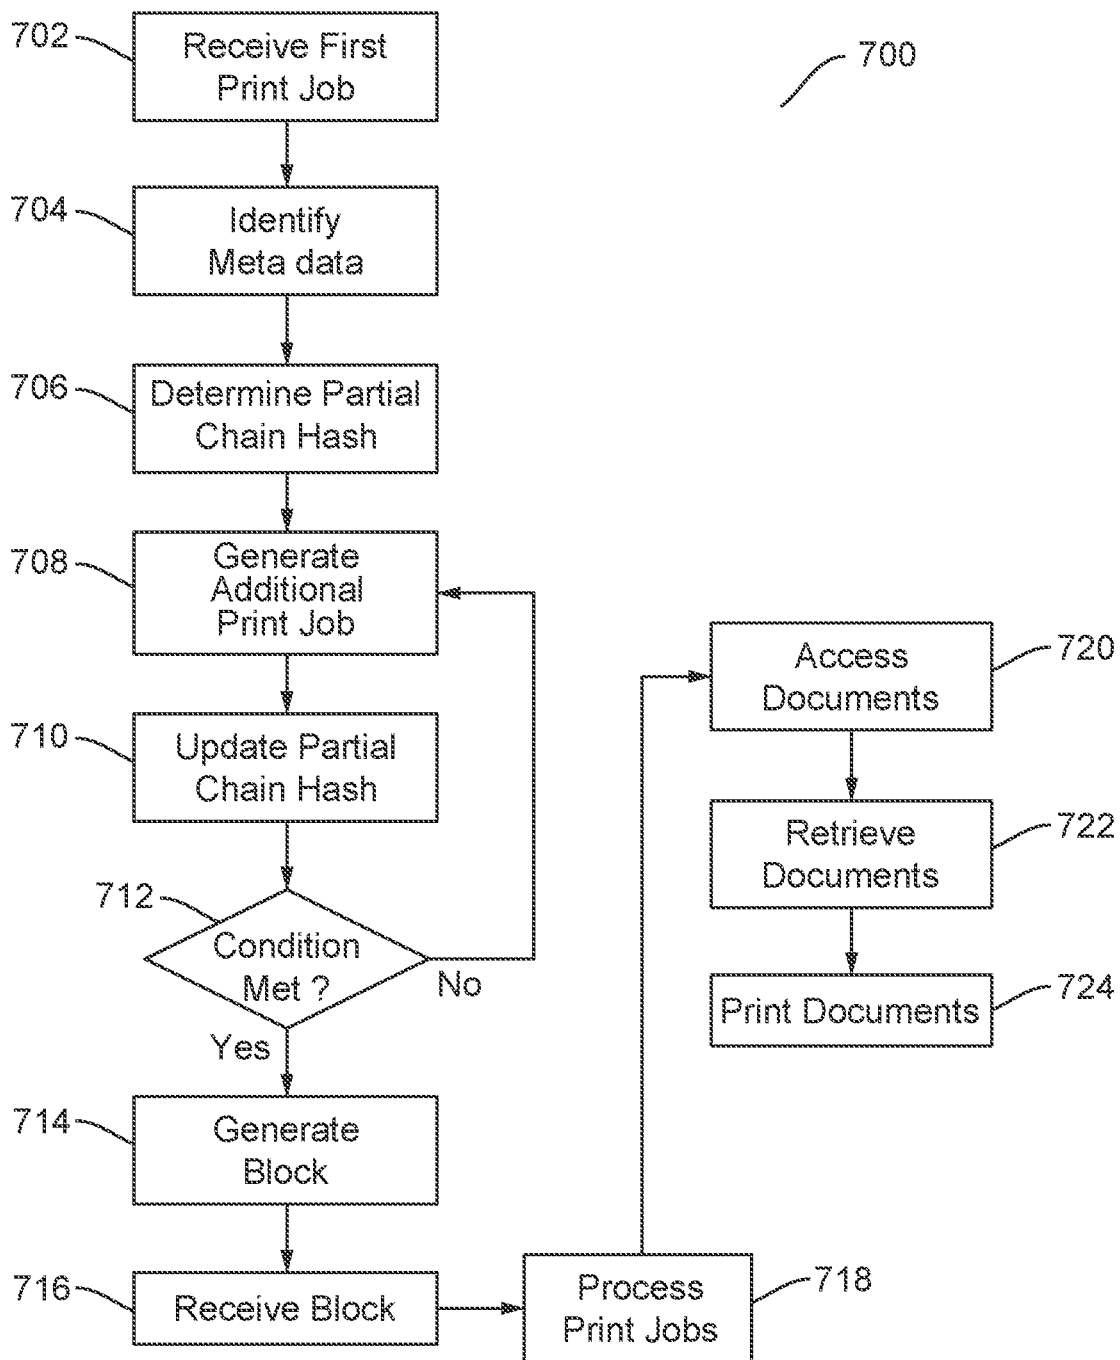 702
Receive First
Print Job
700
704
Identify
Meta data
706
Determine Partial
Chain Hash
708
Generate
Additional
Print Job
710
Update Partial
Chain Hash
712
Condition
Met ?
No
Yes
714
Generate
Block
716
Receive Block
Process
Print Jobs
718
Access
Documents
720
Retrieve
Documents
722
Print Documents
724